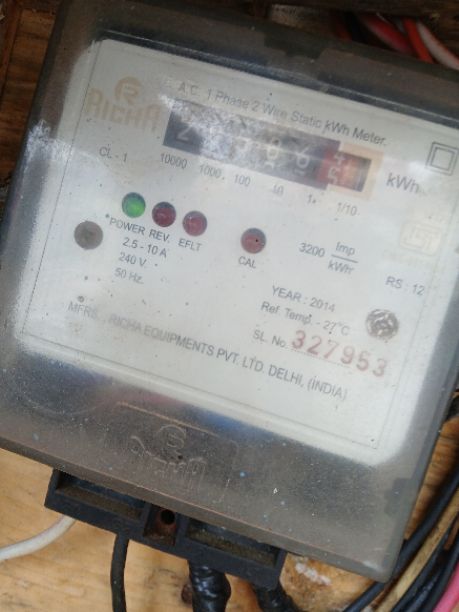 RICHA
A.C. 1 Phase 2 Wire Static kWh Meter.
kWh
CL - 1
10000 1000 100 10 1 1/10
POWER REV. EFLT
CAL
3200 Imp/kWhr
2.5 - 10 A
240 V.
50 Hz.
RS : 12
YEAR : 2014
Ref Temp. - 27°C
SL. No. 327953
MFRS. : RICHA EQUIPMENTS PVT. LTD. DELHI, (INDIA)
RICHA